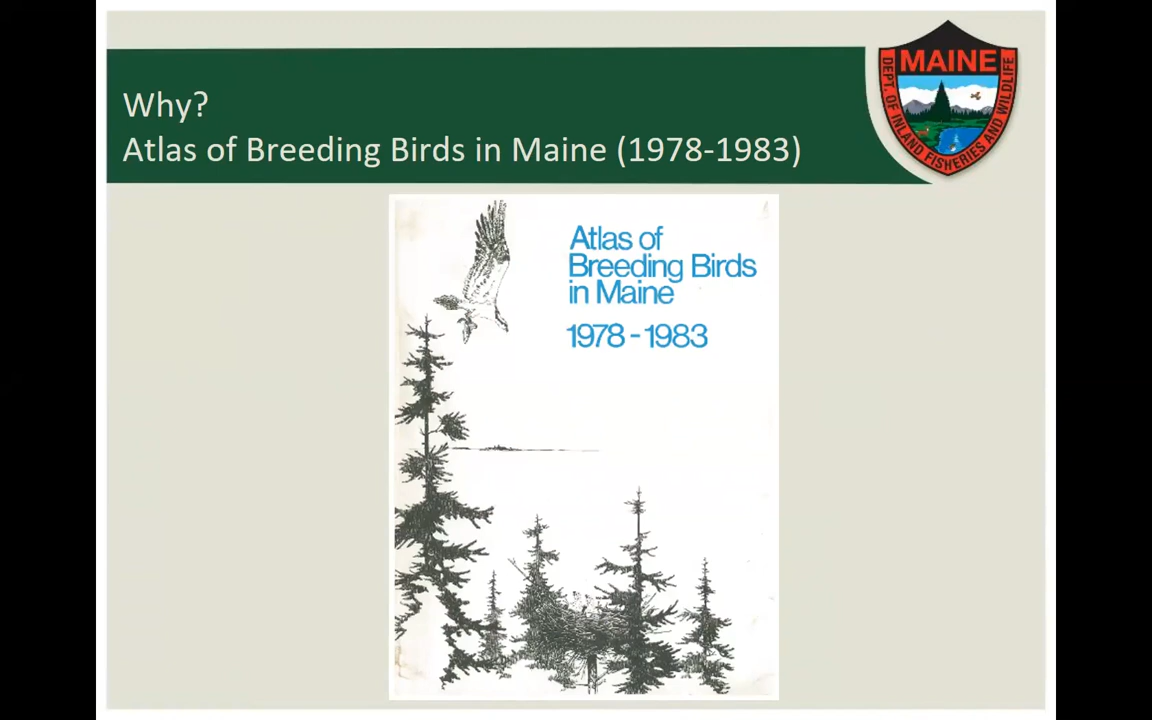 Why?
Atlas of Breeding Birds in Maine (1978-1983)
MAINE
DEPT. OF INLAND FISHERIES AND WILDLIFE
Atlas of
Breeding Birds
in Maine
1978-1983